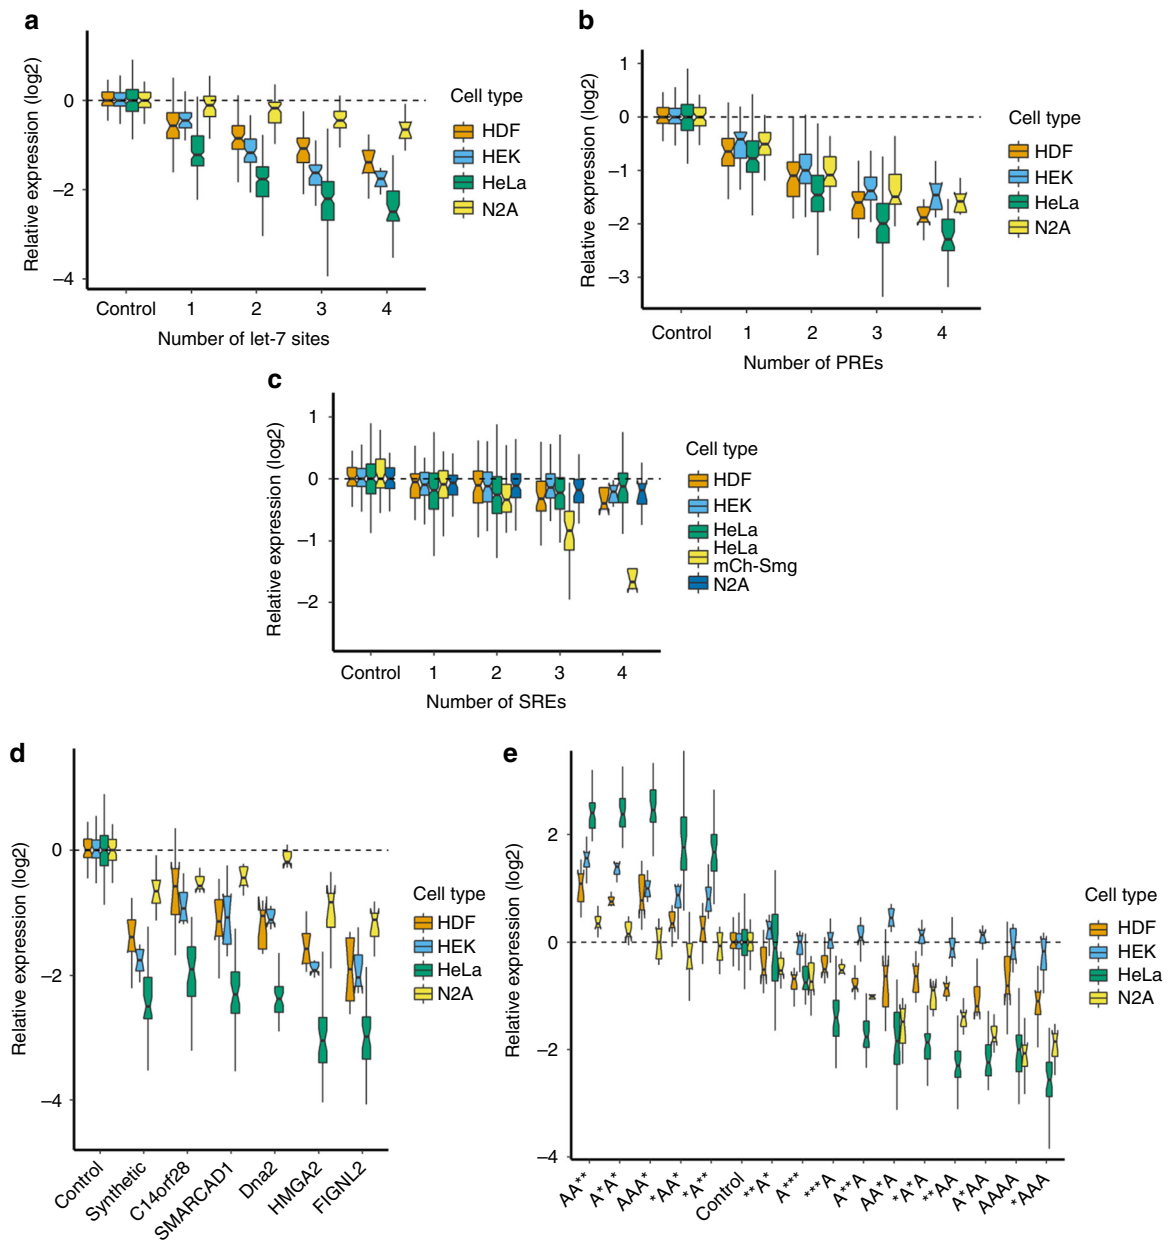 a
Relative expression (log2)
0
–2
–4
Control 1 2 3 4
Number of let-7 sites
Cell type
HDF
HEK
HeLa
N2A
b
Relative expression (log2)
1
0
–1
–2
–3
Control 1 2 3 4
Number of PREs
Cell type
HDF
HEK
HeLa
N2A
c
Relative expression (log2)
1
0
–1
–2
Control 1 2 3 4
Number of SREs
Cell type
HDF
HEK
HeLa
HeLa
mCh-Smg
N2A
d
Relative expression (log2)
0
–2
–4
Control
Synthetic
C14orf28
SMARCAD1
Dna2
HMGA2
FIGNL2
Cell type
HDF
HEK
HeLa
N2A
e
Relative expression (log2)
2
0
–2
–4
AA**
A*A*
AAA*
*AA*
*A**
Control
**A*
A***
***A
A**A
AA*A
*A*A
**AA
A*AA
AAAA
*AAA
Cell type
HDF
HEK
HeLa
N2A